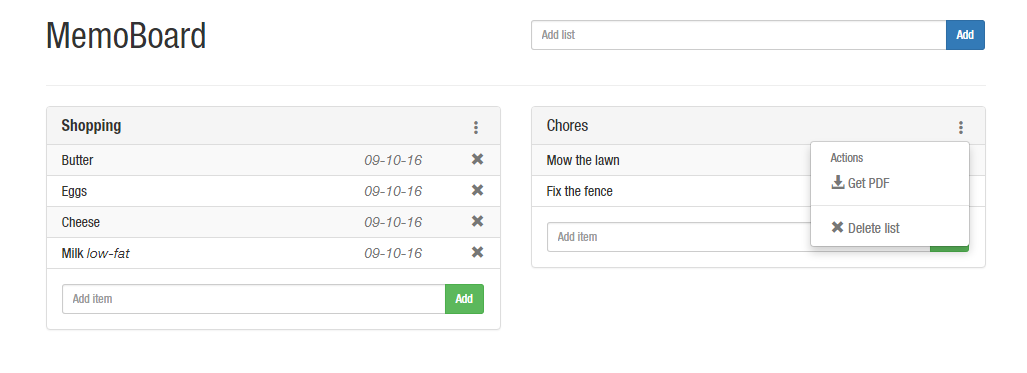 MemoBoard
Add list
Add
Shopping
Butter 09-10-16
Eggs 09-10-16
Cheese 09-10-16
Milk low-fat 09-10-16
Add item
Add
Chores
Mow the lawn
Fix the fence
Add item
Actions
Get PDF
Delete list